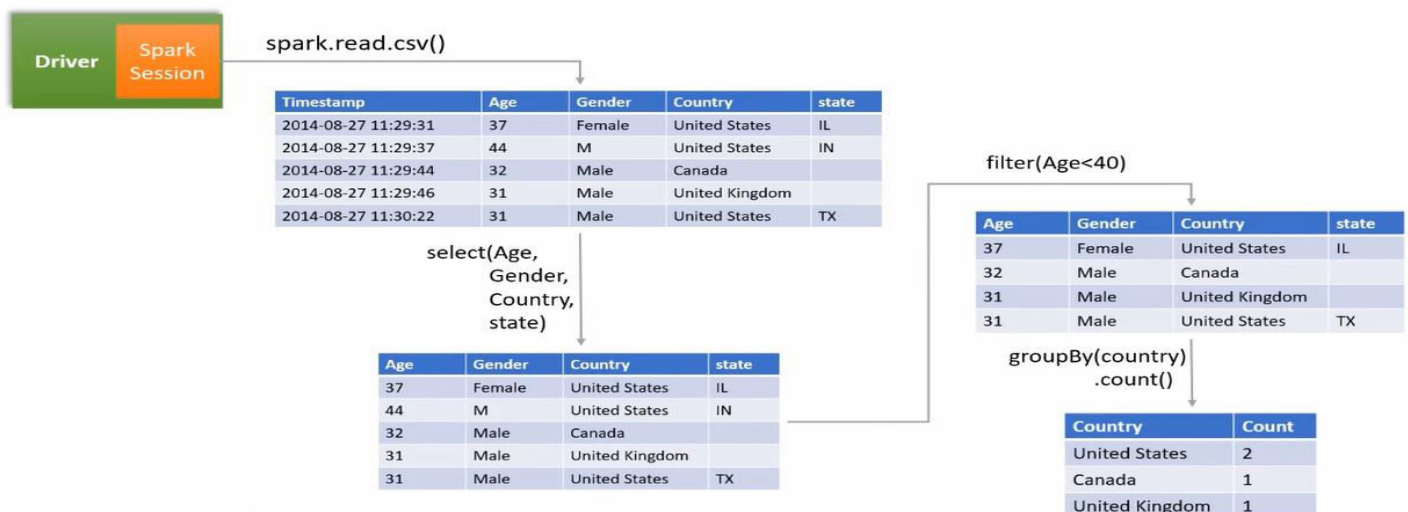 Driver
Spark
Session
spark.read.csv()
Timestamp Age Gender Country state
2014-08-27 11:29:31 37 Female United States IL
2014-08-27 11:29:37 44 M United States IN
2014-08-27 11:29:44 32 Male Canada
2014-08-27 11:29:46 31 Male United Kingdom
2014-08-27 11:30:22 31 Male United States TX
select(Age,
Gender,
Country,
state)
Age Gender Country state
37 Female United States IL
44 M United States IN
32 Male Canada
31 Male United Kingdom
31 Male United States TX
filter(Age<40)
Age Gender Country state
37 Female United States IL
32 Male Canada
31 Male United Kingdom
31 Male United States TX
groupBy(country)
.count()
Country Count
United States 2
Canada 1
United Kingdom 1